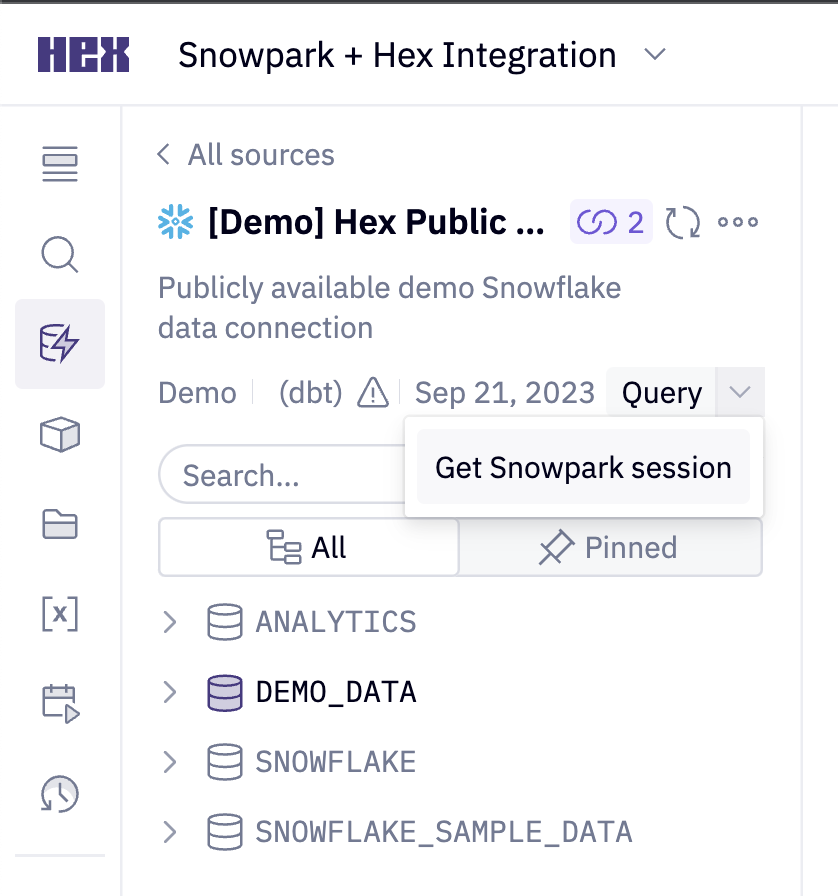 HEX Snowpark + Hex Integration
All sources
[Demo] Hex Public ... 2
Publicly available demo Snowflake
data connection
Demo (dbt) Sep 21, 2023 Query
Get Snowpark session
Search...
All Pinned
[x]
ANALYTICS
DEMO_DATA
SNOWFLAKE
SNOWFLAKE_SAMPLE_DATA